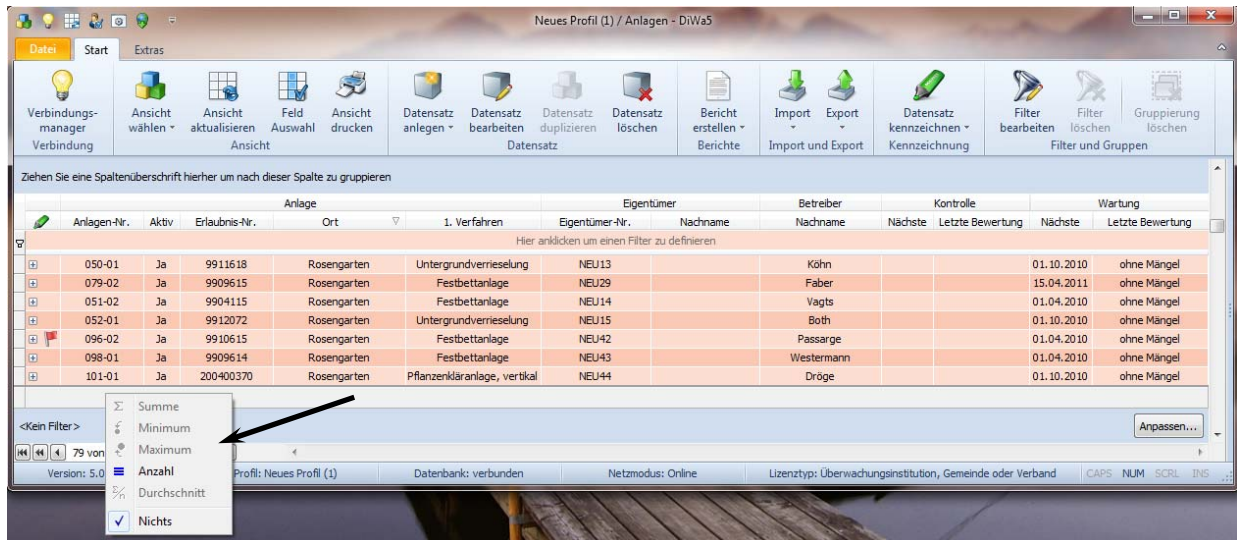 Neues Profil (1) / Anlagen - DiWa5
Datei Start Extras
Verbindungs-
manager
Ansicht
wählen
Ansicht
aktualisieren
Feld
Auswahl
Ansicht
drucken
Datensatz
anlegen
Datensatz
bearbeiten
Datensatz
duplizieren
Datensatz
löschen
Bericht
erstellen
Import Export
Datensatz
kennzeichnen
Filter
bearbeiten
Filter
löschen
Gruppierung
löschen
Verbindung Ansicht Datensatz Berichte Import und Export Kennzeichnung Filter und Gruppen
Ziehen Sie eine Spaltenüberschrift hierher um nach dieser Spalte zu gruppieren
Anlage Eigentümer Betreiber Kontrolle Wartung
Anlagen-Nr. Aktiv Erlaubnis-Nr. Ort 1. Verfahren Eigentümer-Nr. Nachname Nachname Nächste Letzte Bewertung Nächste Letzte Bewertung
Hier anklicken um einen Filter zu definieren
050-01 Ja 9911618 Rosengarten Untergrundverrieselung NEU13 Köhn 01.10.2010 ohne Mängel
079-02 Ja 9909615 Rosengarten Festbettanlage NEU29 Faber 15.04.2011 ohne Mängel
051-02 Ja 9904115 Rosengarten Festbettanlage NEU14 Vagts 01.04.2010 ohne Mängel
052-01 Ja 9912072 Rosengarten Untergrundverrieselung NEU15 Both 01.10.2010 ohne Mängel
096-02 Ja 9910615 Rosengarten Festbettanlage NEU42 Passarge 01.04.2010 ohne Mängel
098-01 Ja 9909614 Rosengarten Festbettanlage NEU43 Westermann 01.04.2010 ohne Mängel
101-01 Ja 200400370 Rosengarten Pflanzenkläranlage, vertikal NEU44 Dröge 01.10.2010 ohne Mängel
Σ Summe
Minimum
Maximum
Anzahl
Durchschnitt
Nichts
<Kein Filter> Anpassen...
79 von
Version: 5.0 Profil: Neues Profil (1) Datenbank: verbunden Netzmodus: Online Lizenztyp: Überwachungsinstitution, Gemeinde oder Verband CAPS NUM SCRL INS